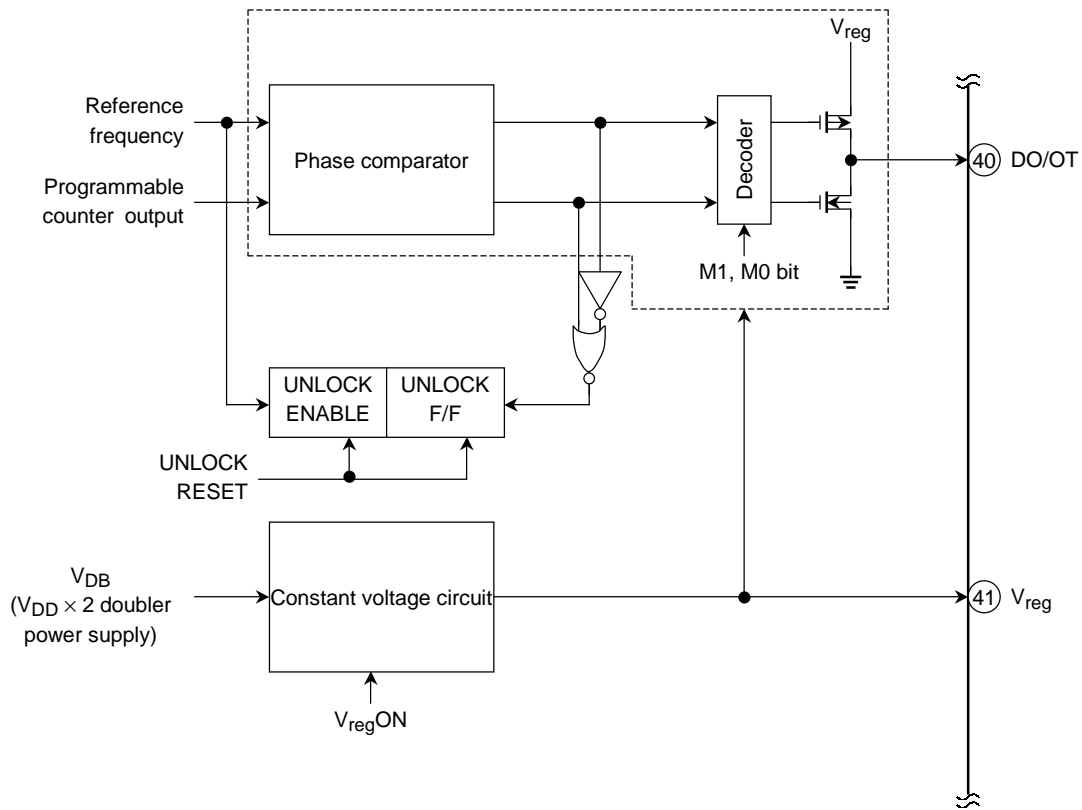 Vreg
Reference
frequency
Phase comparator
Decoder
40 DO/OT
Programmable
counter output
M1, M0 bit
UNLOCK
ENABLE
UNLOCK
F/F
UNLOCK
RESET
VDB
(VDD × 2 doubler
power supply)
Constant voltage circuit
41 Vreg
VregON